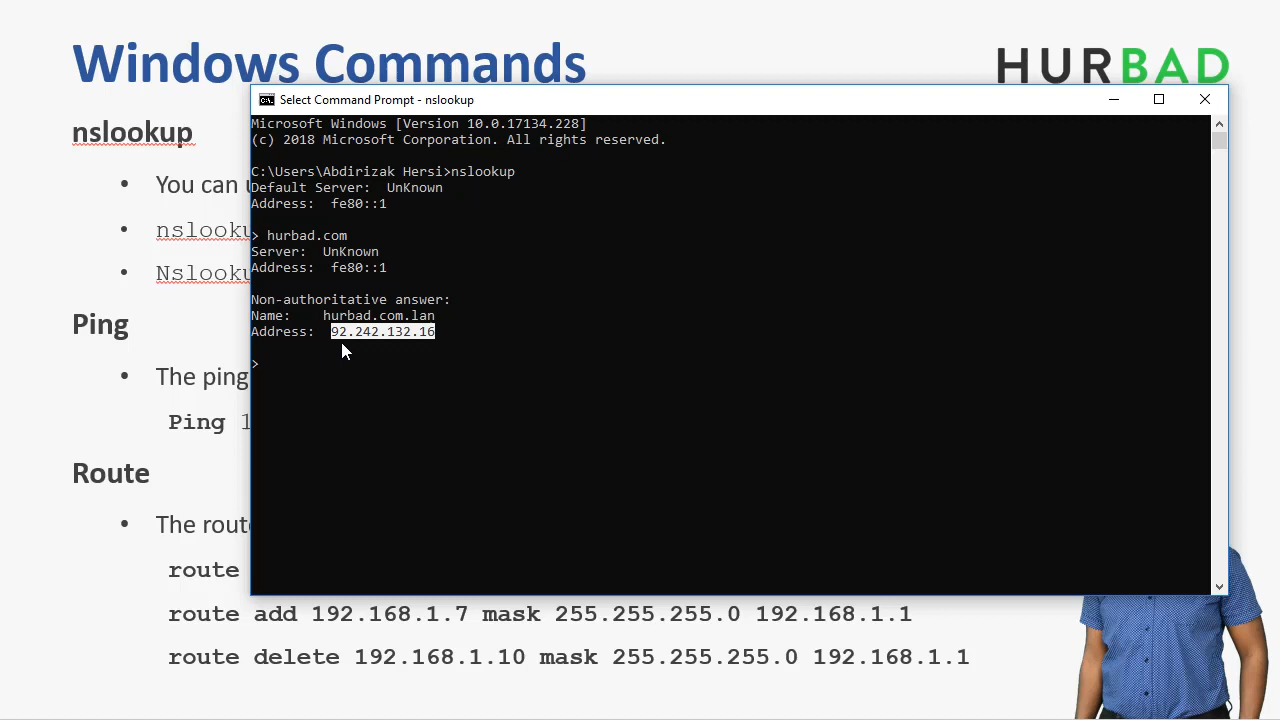 Windows Commands
HURBAD
nslookup
• You can
• nslooku
• Nslooku
Ping
• The ping
Ping 1
Route
• The route
route
route add 192.168.1.7 mask 255.255.255.0 192.168.1.1
route delete 192.168.1.10 mask 255.255.255.0 192.168.1.1
Select Command Prompt - nslookup
Microsoft Windows [Version 10.0.17134.228]
(c) 2018 Microsoft Corporation. All rights reserved.
C:\Users\Abdirizak Hersi>nslookup
Default Server:  UnKnown
Address:  fe80::1
> hurbad.com
Server:  UnKnown
Address:  fe80::1
Non-authoritative answer:
Name:    hurbad.com.lan
Address:  92.242.132.16
>